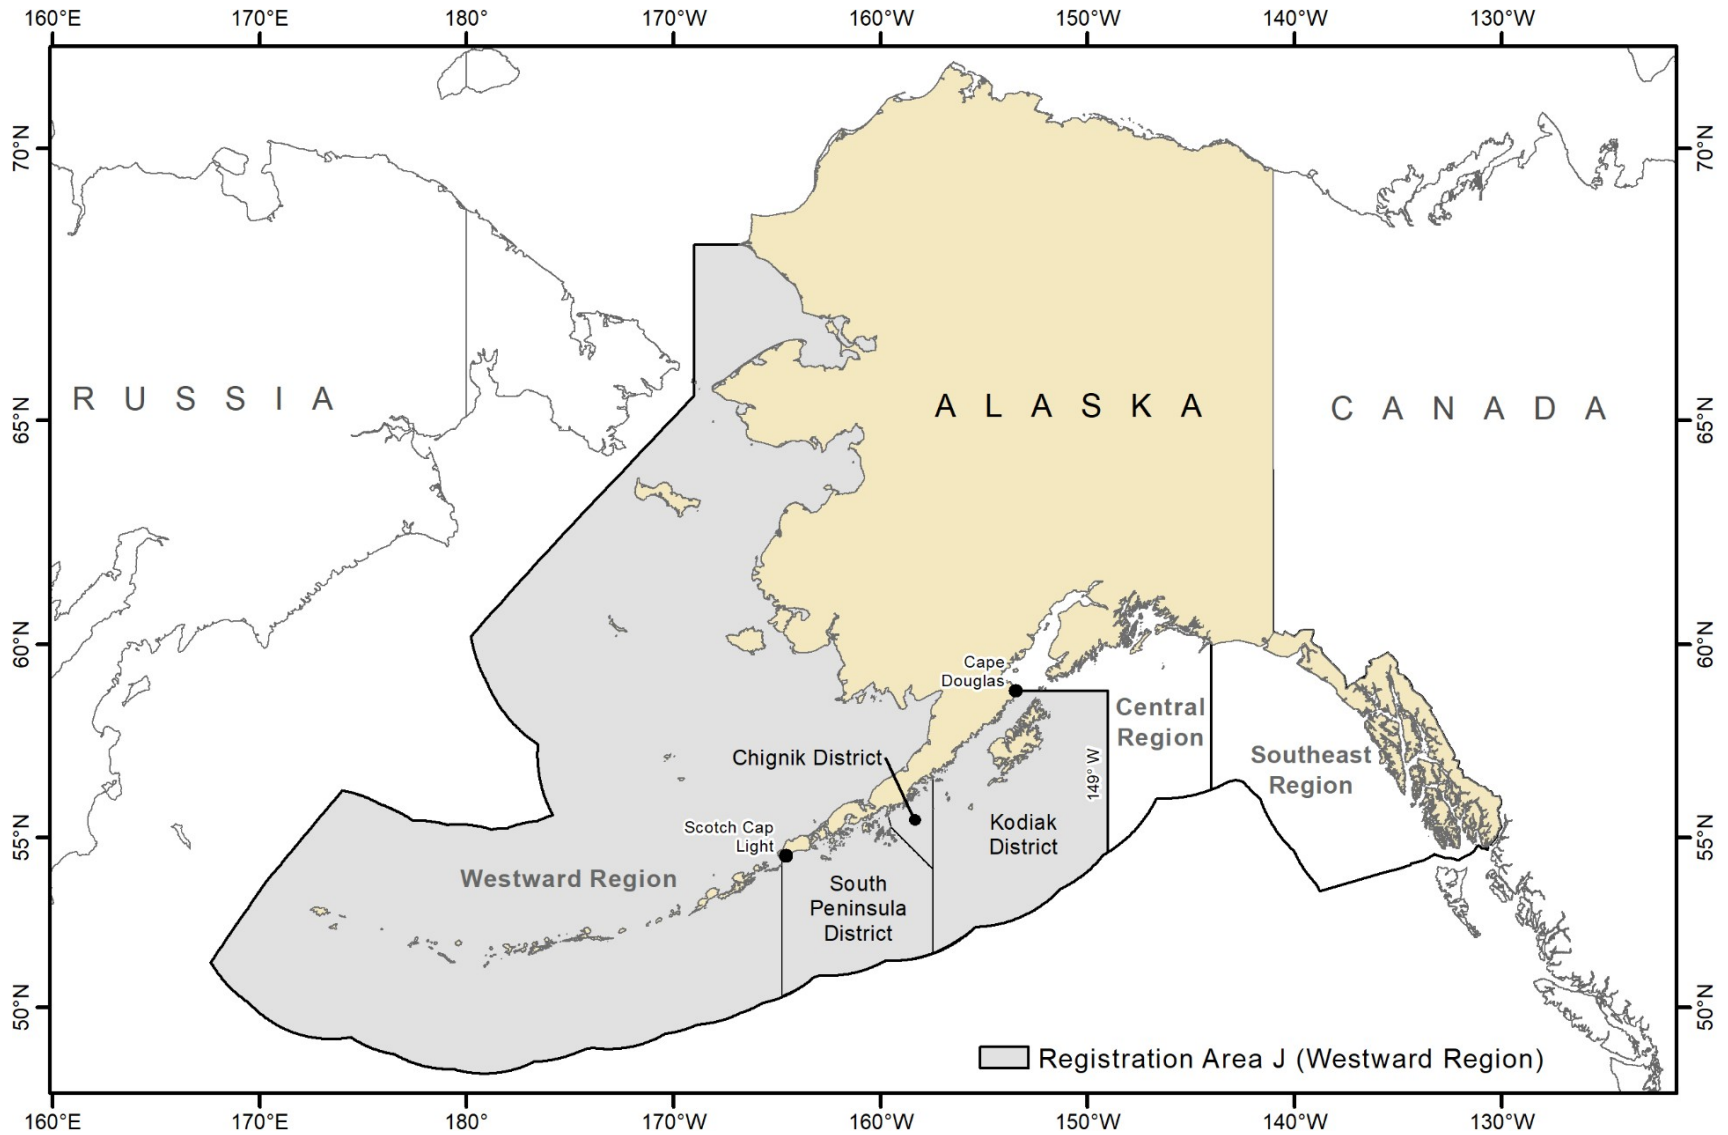 160°E 170°E 180° 170°W 160°W 150°W 140°W 130°W
70°N 70°N
RUSSIA ALASKA CANADA
65°N 65°N
60°N 60°N
Cape
Douglas
Central
Region
Chignik District
149° W
Southeast
Region
Scotch Cap
Light
Kodiak
District
55°N 55°N
Westward Region
South
Peninsula
District
50°N 50°N
Registration Area J (Westward Region)
160°E 170°E 180° 170°W 160°W 150°W 140°W 130°W